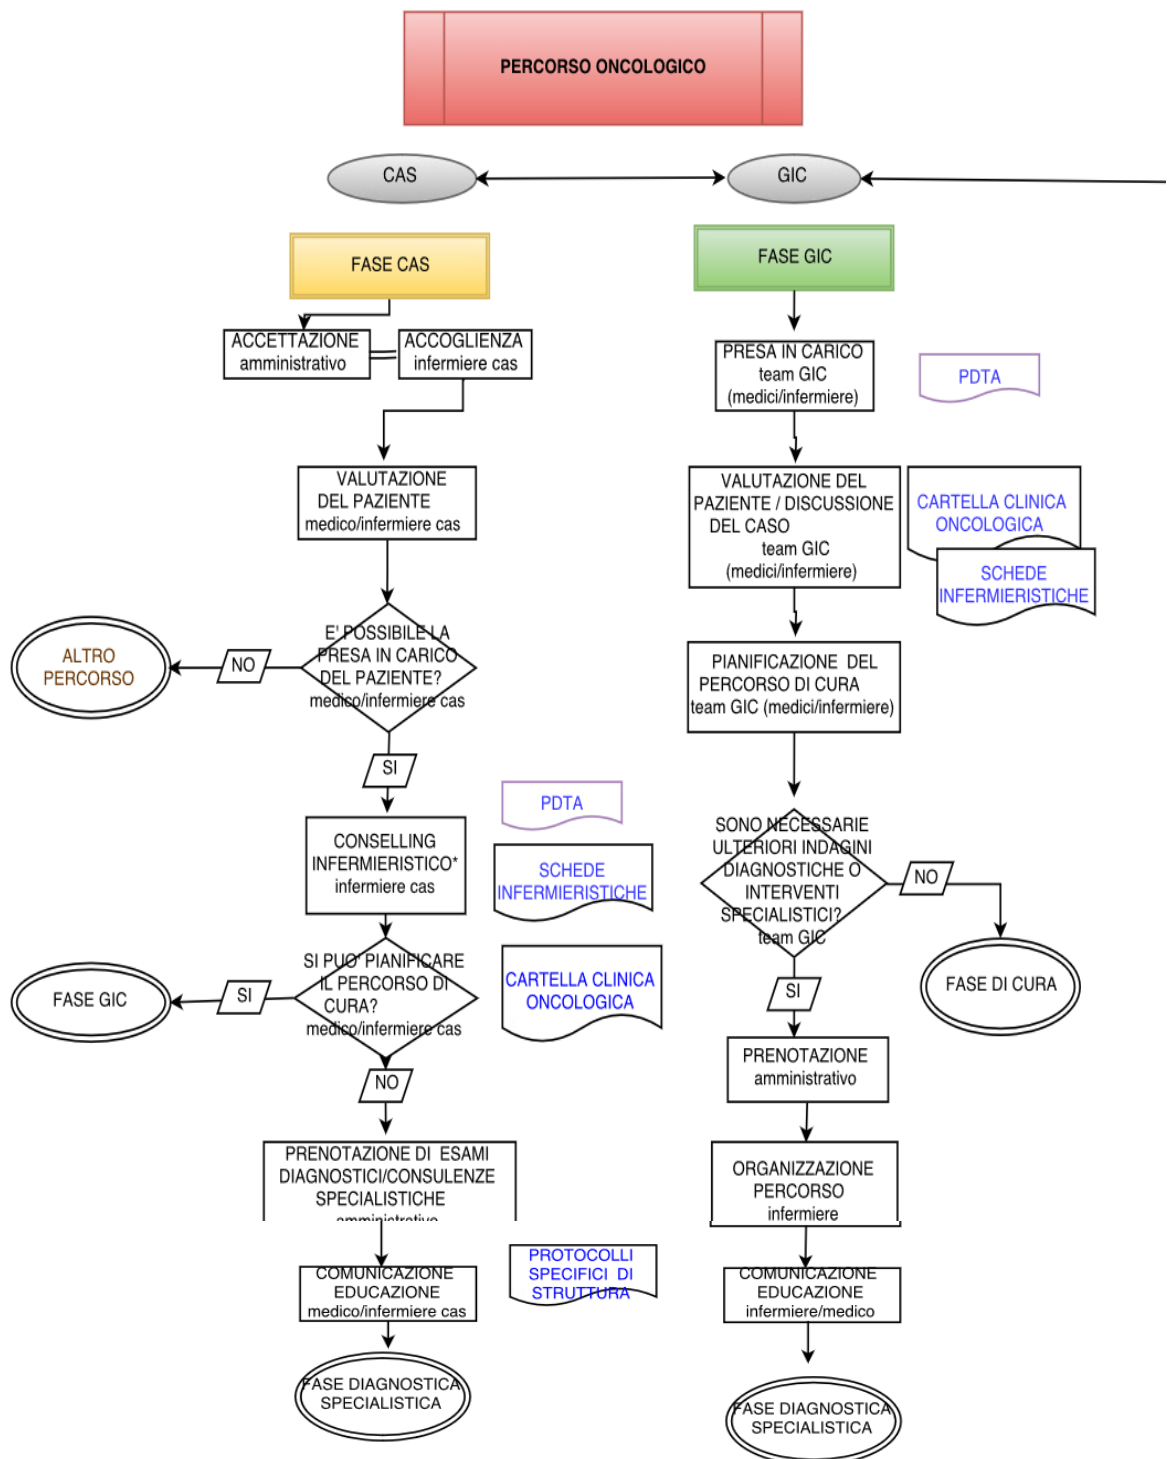 PERCORSO ONCOLOGICO
CAS
GIC
FASE CAS
ACCETTAZIONE
amministrativo
ACCOGLIENZA
infermiere cas
VALUTAZIONE
DEL PAZIENTE
medico/infermiere cas
E' POSSIBILE LA
PRESA IN CARICO
DEL PAZIENTE?
medico/infermiere cas
NO
ALTRO
PERCORSO
SI
CONSELLING
INFERMIERISTICO*
infermiere cas
PDTA
SCHEDE
INFERMIERISTICHE
CARTELLA CLINICA
ONCOLOGICA
SI PUO' PIANIFICARE
IL PERCORSO DI
CURA?
medico/infermiere cas
SI
FASE GIC
NO
PRENOTAZIONE DI ESAMI
DIAGNOSTICI/CONSULENZE
SPECIALISTICHE
amministrativo
PROTOCOLLI
SPECIFICI DI
STRUTTURA
COMUNICAZIONE
EDUCAZIONE
medico/infermiere cas
FASE DIAGNOSTICA
SPECIALISTICA
FASE GIC
PRESA IN CARICO
team GIC
(medici/infermiere)
PDTA
VALUTAZIONE DEL
PAZIENTE / DISCUSSIONE
DEL CASO
team GIC
(medici/infermiere)
CARTELLA CLINICA
ONCOLOGICA
SCHEDE
INFERMIERISTICHE
PIANIFICAZIONE DEL
PERCORSO DI CURA
team GIC (medici/infermiere)
SONO NECESSARIE
ULTERIORI INDAGINI
DIAGNOSTICHE O
INTERVENTI
SPECIALISTICI?
team GIC
NO
FASE DI CURA
SI
PRENOTAZIONE
amministrativo
ORGANIZZAZIONE
PERCORSO
infermiere
COMUNICAZIONE
EDUCAZIONE
infermiere/medico
FASE DIAGNOSTICA
SPECIALISTICA